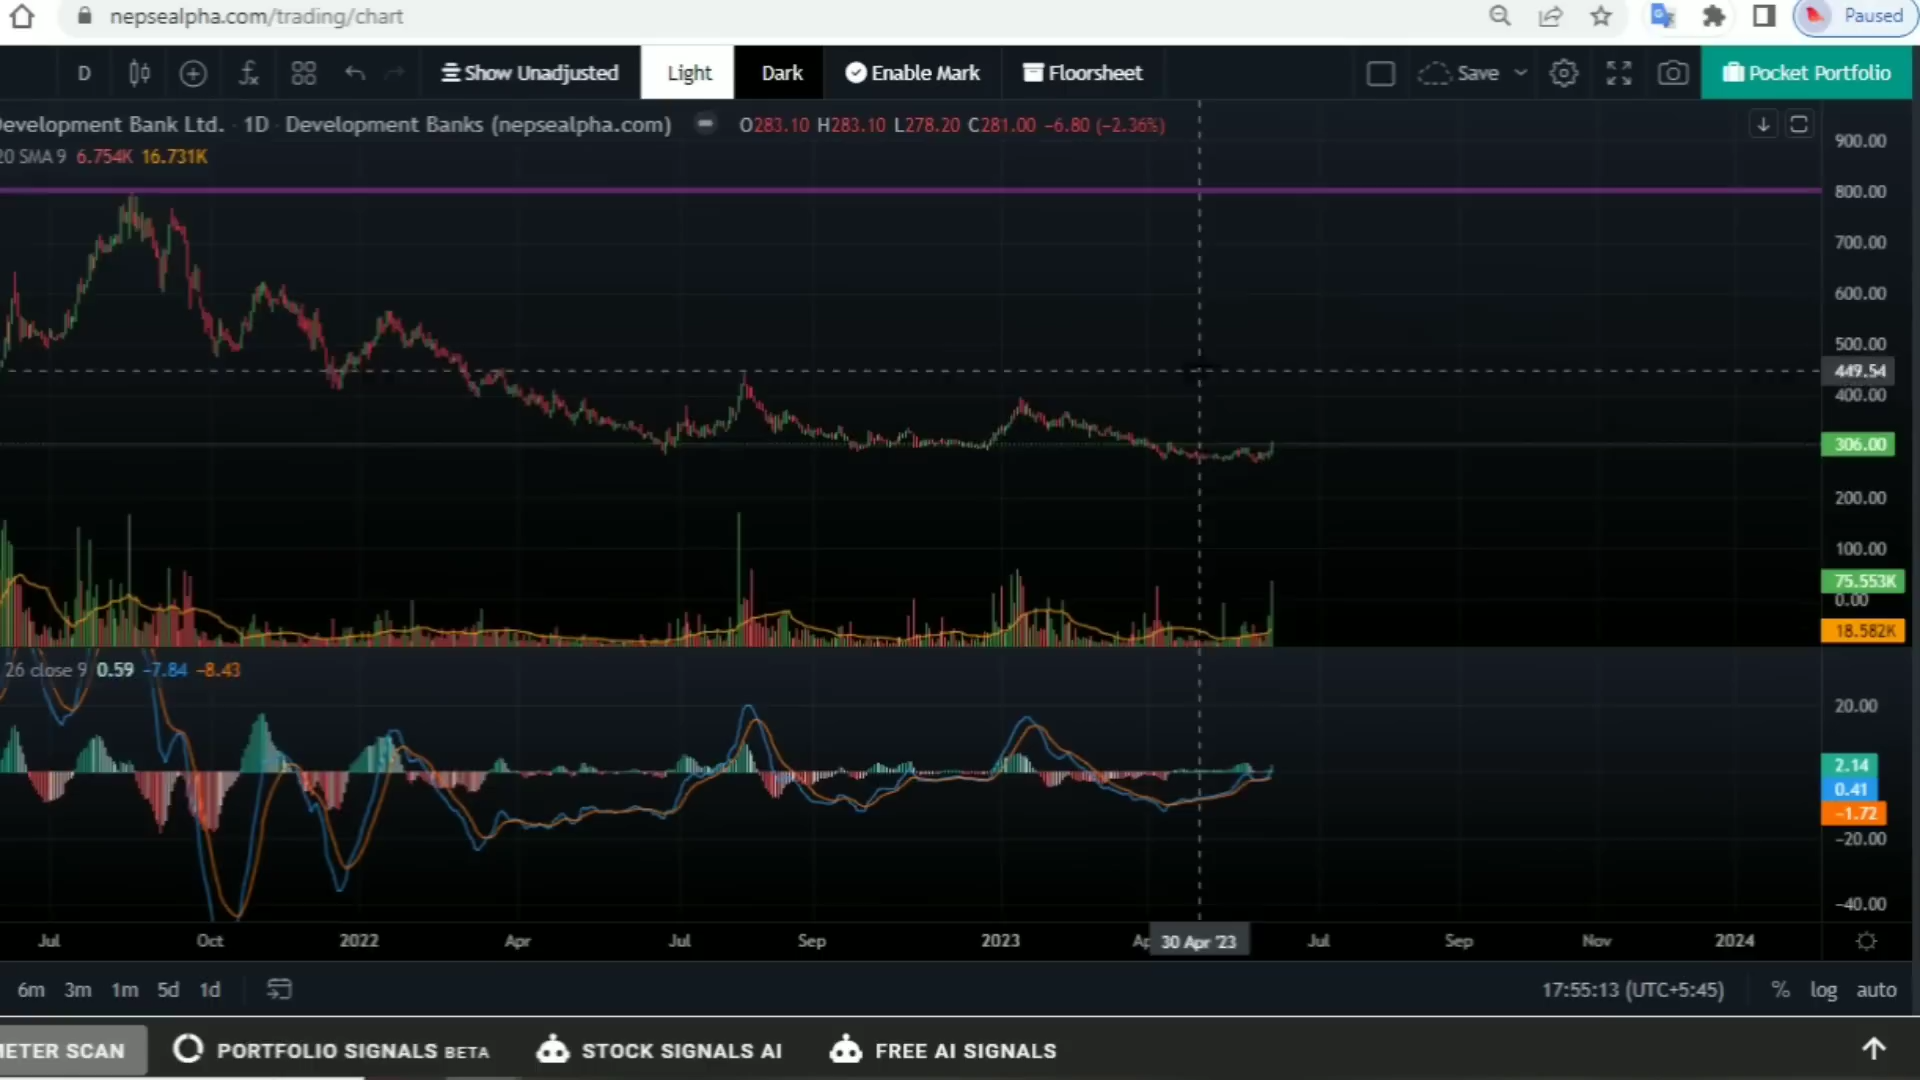 nepsealpha.com/trading/chart
Paused
D
Show Unadjusted
Light
Dark
Enable Mark
Floorsheet
Save
Pocket Portfolio
Development Bank Ltd. · 1D · Development Banks (nepsealpha.com)
O283.10 H283.10 L278.20 C281.00 −6.80 (−2.36%)
20 SMA 9 6.754K 16.731K
900.00
800.00
700.00
600.00
500.00
449.54
400.00
306.00
200.00
100.00
75.553K
0.00
18.582K
26 close 9 0.59 −7.84 −8.43
20.00
2.14
0.41
−1.72
−20.00
−40.00
Jul Oct 2022 Apr Jul Sep 2023 Ap 30 Apr '23 Jul Sep Nov 2024
6m 3m 1m 5d 1d
17:55:13 (UTC+5:45)
% log auto
METER SCAN
PORTFOLIO SIGNALS BETA
STOCK SIGNALS AI
FREE AI SIGNALS